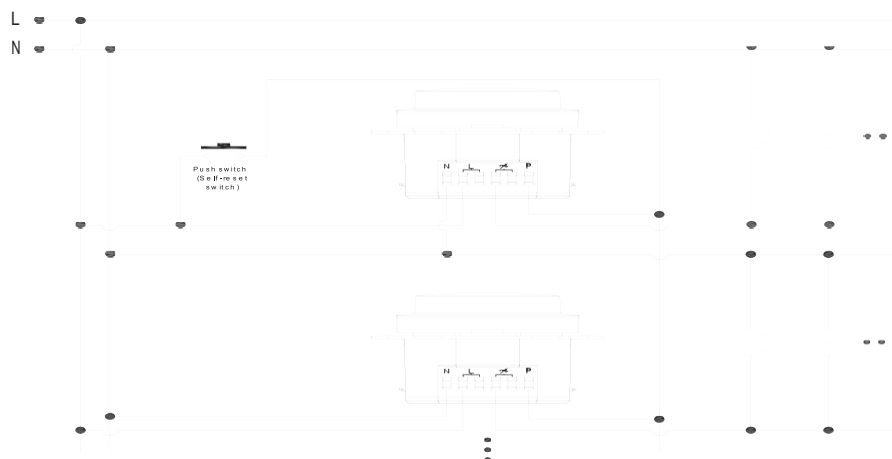 L
N
Push switch
(Self-reset
switch)
N L P
N L P